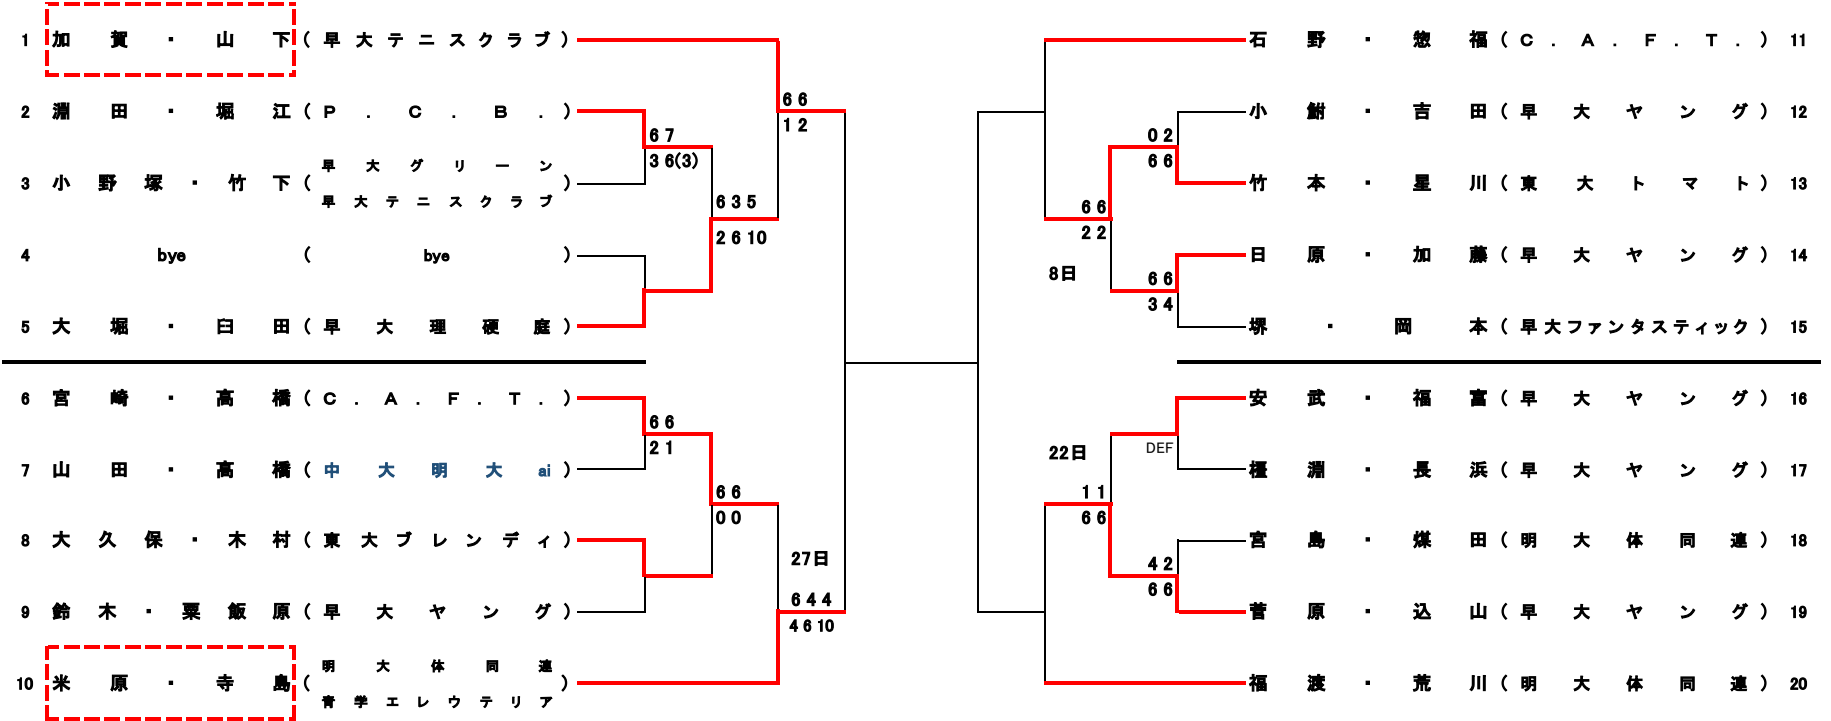 1 加賀・山下(早大テニスクラブ)
2 淵田・堀江(P.C.B.)
3 小野塚・竹下(早大グリーン
早大テニスクラブ)
4 bye(bye)
5 大堀・臼田(早大理硬庭)
6 宮崎・高橋(C.A.F.T.)
7 山田・高橋(中大明大ai)
8 大久保・木村(東大ブレンディ)
9 鈴木・粟飯原(早大ヤング)
10 米原・寺島(明大体同連
青学エレウテリア)
6 7
3 6(3)
6 6
2 1
6 3 5
2 6 10
6 6
0 0
6 6
1 2
27日
6 4 4
4 6 10
8日
22日
6 6
2 2
1 1
6 6
0 2
6 6
6 6
3 4
DEF
4 2
6 6
石野・惣福(C.A.F.T.) 11
小鮒・吉田(早大ヤング) 12
竹本・星川(東大トマト) 13
日原・加藤(早大ヤング) 14
堺・岡本(早大ファンタスティック) 15
安武・福富(早大ヤング) 16
橿淵・長浜(早大ヤング) 17
宮島・煤田(明大体同連) 18
菅原・込山(早大ヤング) 19
福渡・荒川(明大体同連) 20